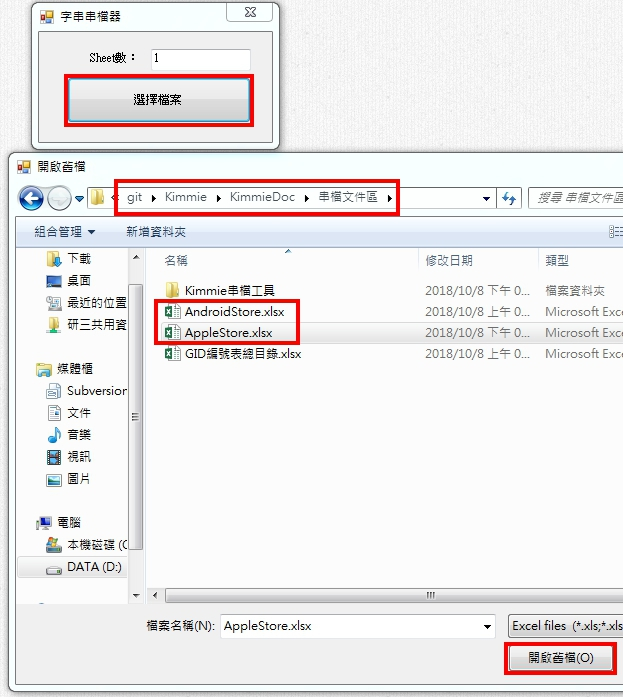 字串串檔器
Sheet數： 1
選擇檔案
開啟舊檔
git Kimmie KimmieDoc 串檔文件區 搜尋 串檔文件區
組合管理 新增資料夾
名稱 修改日期 類型
下載
桌面
最近的位置
研三共用資
媒體櫃
Subversion
文件
音樂
視訊
圖片
電腦
本機磁碟 (C
DATA (D:)
Kimmie串檔工具 2018/10/8 下午 0... 檔案資料夾
AndroidStore.xlsx 2018/10/8 上午 0... Microsoft Exce
AppleStore.xlsx 2018/10/8 下午 0... Microsoft Exce
GID編號表總目錄.xlsx 2018/10/8 上午 0... Microsoft Exce
檔案名稱(N): AppleStore.xlsx Excel files (*.xls;*.xls
開啟舊檔(O)